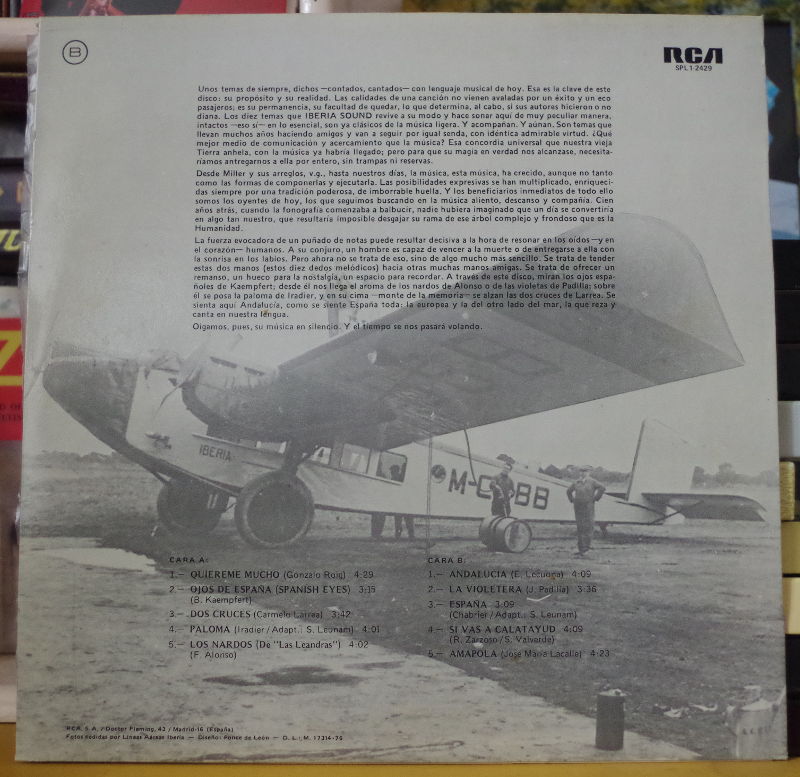 B
RCA
SPL 1-2429
Unos temas de siempre, dichos —contados, cantados— con lenguaje musical de hoy. Esa es la clave de este
disco: su propósito y su realidad. Las calidades de una canción no vienen avaladas por un éxito y un eco
pasajeros; es su permanencia, su facultad de quedar, lo que determina, al cabo, si sus autores hicieron o no
diana. Los diez temas que IBERIA SOUND revive a su modo y hace sonar aquí de muy peculiar manera,
intactos —eso sí— en lo esencial, son ya clásicos de la música ligera. Y acompañan. Y aúnan. Son temas que
llevan muchos años haciendo amigos y van a seguir por igual senda, con idéntica admirable virtud. ¿Qué
mejor medio de comunicación y acercamiento que la música? Esa concordia universal que nuestra vieja
Tierra anhela, con la música ya habría llegado; pero para que su magia en verdad nos alcanzase, necesita-
ríamos antregarnos a ella por entero, sin trampas ni reservas.
Desde Miller y sus arreglos, v.g., hasta nuestros días, la música, esta música, ha crecido, aunque no tanto
como las formas de componerla y ejecutarla. Las posibilidades expresivas se han multiplicado, enriqueci-
das siempre por una tradición poderosa, de imborrable huella. Y los beneficiarios inmediatos de todo ello
somos los oyentes de hoy, los que seguimos buscando en la música aliento, descanso y compañía. Cien
años atrás, cuando la fonografía comenzaba a balbucir, nadie hubiera imaginado que un día se convertiría
en algo tan nuestro, que resultaría imposible desgajar su rama de ese árbol complejo y frondoso que es la
Humanidad.
La fuerza evocadora de un puñado de notas puede resultar decisiva a la hora de resonar en los oídos —y en
el corazón— humanos. A su conjuro, un hombre es capaz de vencer a la muerte o de entregarse a ella con
la sonrisa en los labios. Pero ahora no se trata de eso, sino de algo mucho más sencillo. Se trata de tender
estas dos manos (estos diez dedos melódicos) hacia otras muchas manos amigas. Se trata de ofrecer un
remanso, un hueco para la nostalgia, un espacio para recordar. A través de este disco, miran los ojos espa-
ñoles de Kaempfert; desde él nos llega el aroma de los nardos de Alonso o de las violetas de Padilla; sobre
él se posa la paloma de Iradier, y en su cima —monte de la memoria— se alzan las dos cruces de Larrea. Se
sienta aquí Andalucía, como se siente España toda: la europea y la del otro lado del mar, la que reza y
canta en nuestra lengua.
Oigamos, pues, su música en silencio. Y el tiempo se nos pasará volando.
IBERIA
CARA A:
1.— QUIEREME MUCHO (Gonzalo Roig) 4:29
2.— OJOS DE ESPAÑA (SPANISH EYES) 3:15
(B. Kaempfert)
3.— DOS CRUCES (Carmelo Larrea) 3:42
4.— PALOMA (Iradier/Adapt.: S. Leunam) 4:01
5.— LOS NARDOS (De "Las Leandras") 4:02
(F. Alonso)
CARA B:
1.— ANDALUCIA (E. Lecuona) 4:09
2.— LA VIOLETERA (J. Padilla) 3:36
3.— ESPAÑA 3:09
(Chabrier/Adapt.: S. Leunam)
4.— SI VAS A CALATAYUD 4:09
(R. Zarzoso/S. Valverde)
5.— AMAPOLA (José María Lacalle) 4:23
RCA, S. A. / Doctor Fleming, 43 / Madrid-16 (España)
Fotos cedidas por Líneas Aéreas Iberia — Diseño: Ponce de León — D. L.: M. 17314-76